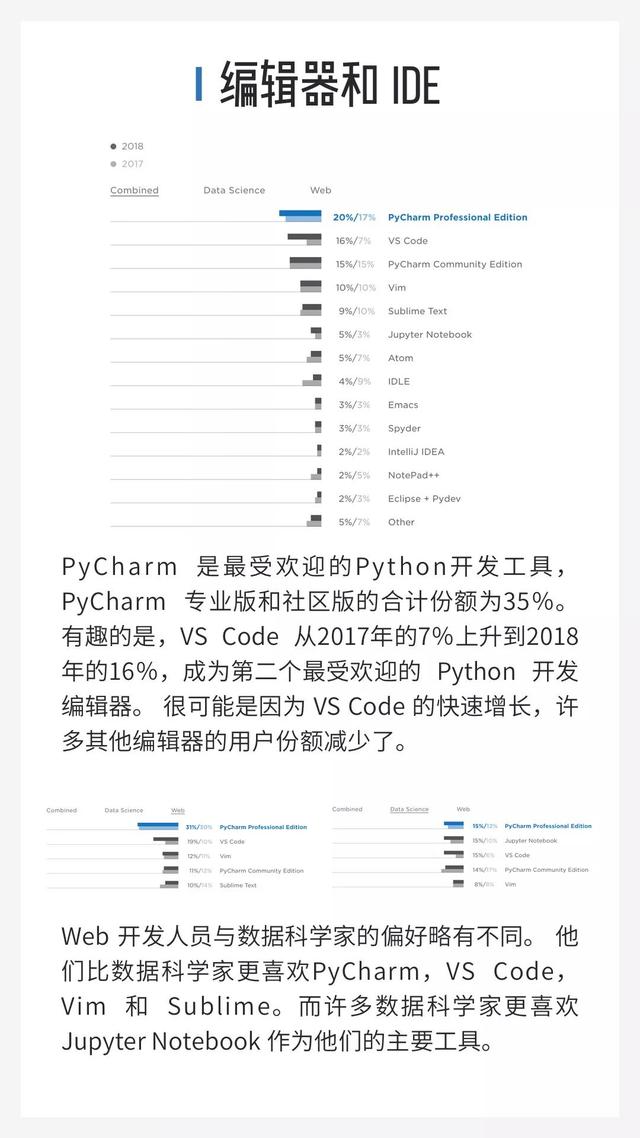 编辑器和 IDE
2018
2017
Combined Data Science Web
20%/17% PyCharm Professional Edition
16%/7% VS Code
15%/15% PyCharm Community Edition
10%/10% Vim
9%/10% Sublime Text
5%/3% Jupyter Notebook
5%/7% Atom
4%/9% IDLE
3%/3% Emacs
3%/3% Spyder
2%/2% IntelliJ IDEA
2%/5% NotePad++
2%/3% Eclipse + Pydev
5%/7% Other
PyCharm 是最受欢迎的Python开发工具，
PyCharm 专业版和社区版的合计份额为35%。
有趣的是，VS Code 从2017年的7%上升到2018
年的16%，成为第二个最受欢迎的 Python 开发
编辑器。 很可能是因为 VS Code 的快速增长，许
多其他编辑器的用户份额减少了。
Combined Data Science Web
31%/30% PyCharm Professional Edition
19%/10% VS Code
12%/11% Vim
11%/12% PyCharm Community Edition
10%/14% Sublime Text
Combined Data Science Web
15%/12% PyCharm Professional Edition
15%/10% Jupyter Notebook
15%/6% VS Code
14%/17% PyCharm Community Edition
8%/8% Vim
Web 开发人员与数据科学家的偏好略有不同。 他
们比数据科学家更喜欢PyCharm，VS Code，
Vim 和 Sublime。而许多数据科学家更喜欢
Jupyter Notebook 作为他们的主要工具。